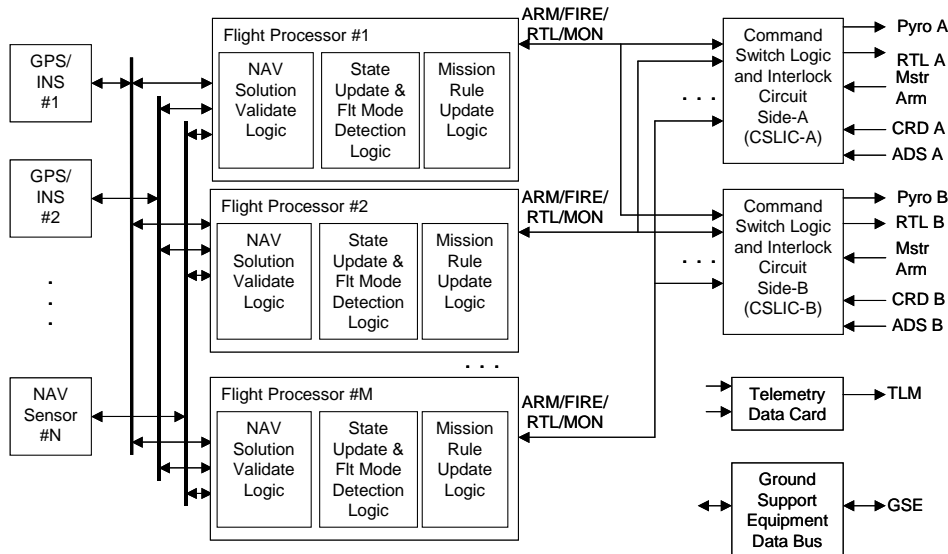 GPS/
INS
#1
GPS/
INS
#2
.
.
.
NAV
Sensor
#N
Flight Processor #1
NAV
Solution
Validate
Logic
State
Update &
Flt Mode
Detection
Logic
Mission
Rule
Update
Logic
ARM/FIRE/
RTL/MON
Flight Processor #2
NAV
Solution
Validate
Logic
State
Update &
Flt Mode
Detection
Logic
Mission
Rule
Update
Logic
ARM/FIRE/
RTL/MON
. . .
Flight Processor #M
NAV
Solution
Validate
Logic
State
Update &
Flt Mode
Detection
Logic
Mission
Rule
Update
Logic
ARM/FIRE/
RTL/MON
. . .
Command
Switch Logic
and Interlock
Circuit
Side-A
(CSLIC-A)
Pyro A
RTL A
Mstr
Arm
CRD A
ADS A
. . .
Command
Switch Logic
and Interlock
Circuit
Side-B
(CSLIC-B)
Pyro B
RTL B
Mstr
Arm
CRD B
ADS B
Telemetry
Data Card
TLM
Ground
Support
Equipment
Data Bus
GSE